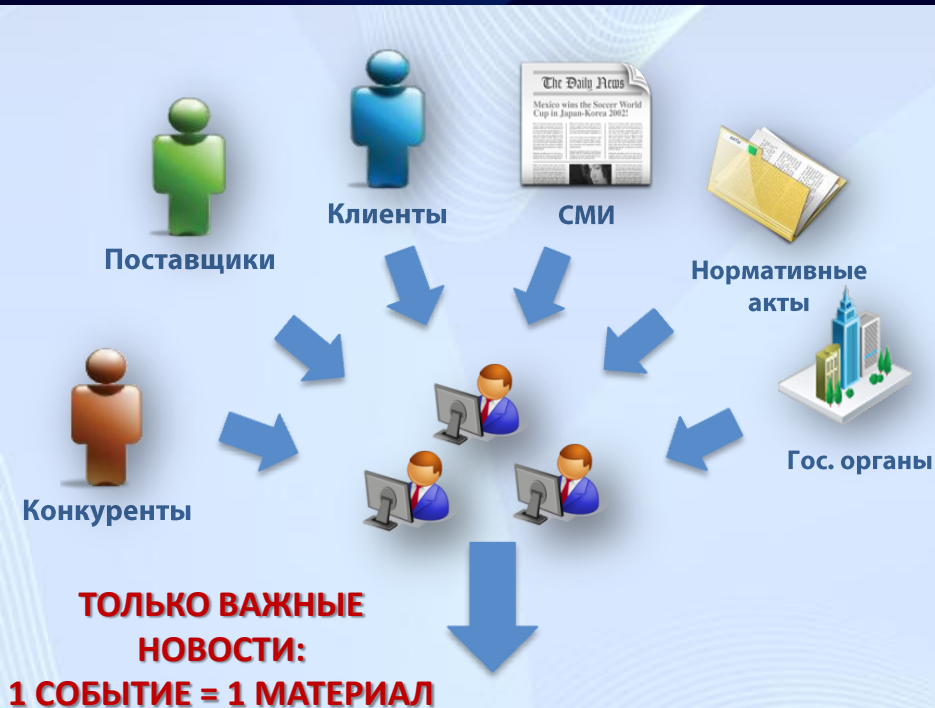 The Daily News
Mexico wins the Soccer World
Cup in Japan-Korea 2002!
Клиенты
СМИ
Поставщики
Нормативные
акты
Гос. органы
Конкуренты
ТОЛЬКО ВАЖНЫЕ
НОВОСТИ:
1 СОБЫТИЕ = 1 МАТЕРИАЛ